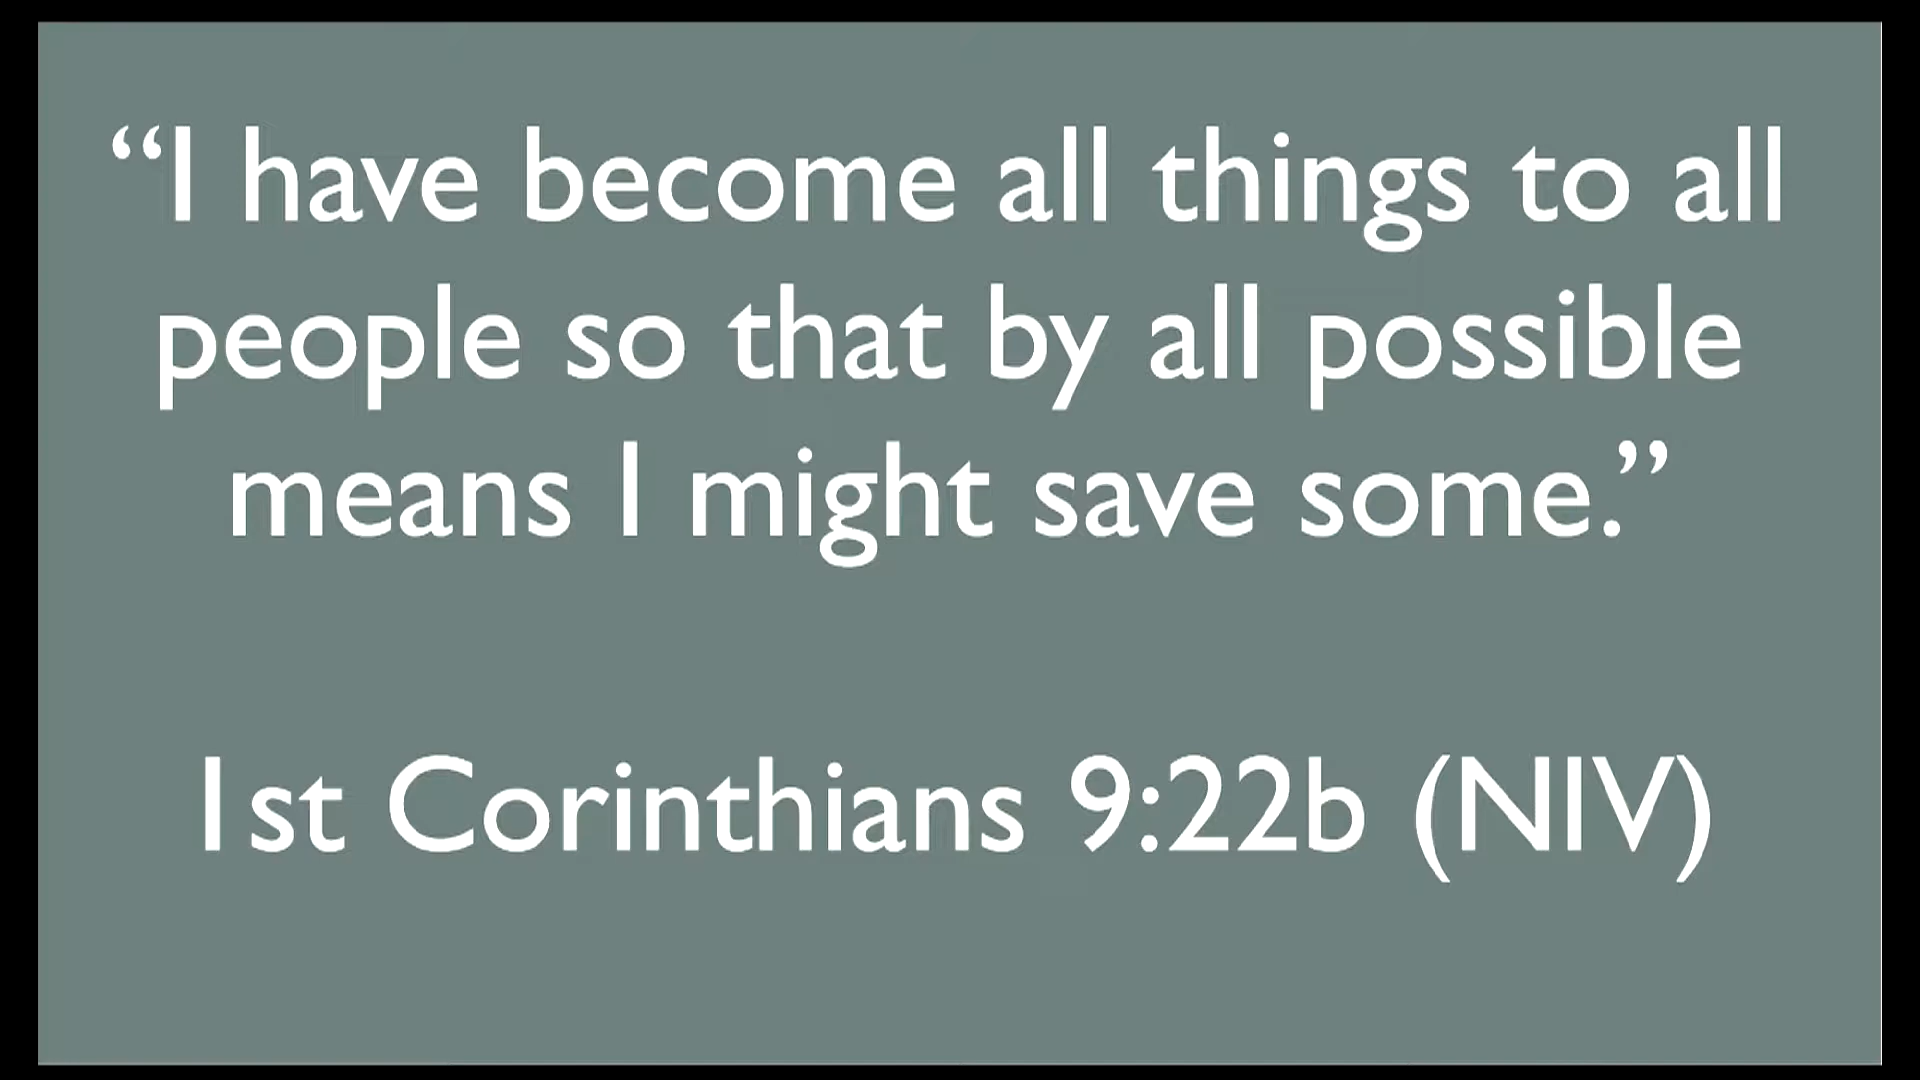 “I have become all things to all
people so that by all possible
means I might save some.”
1st Corinthians 9:22b (NIV)